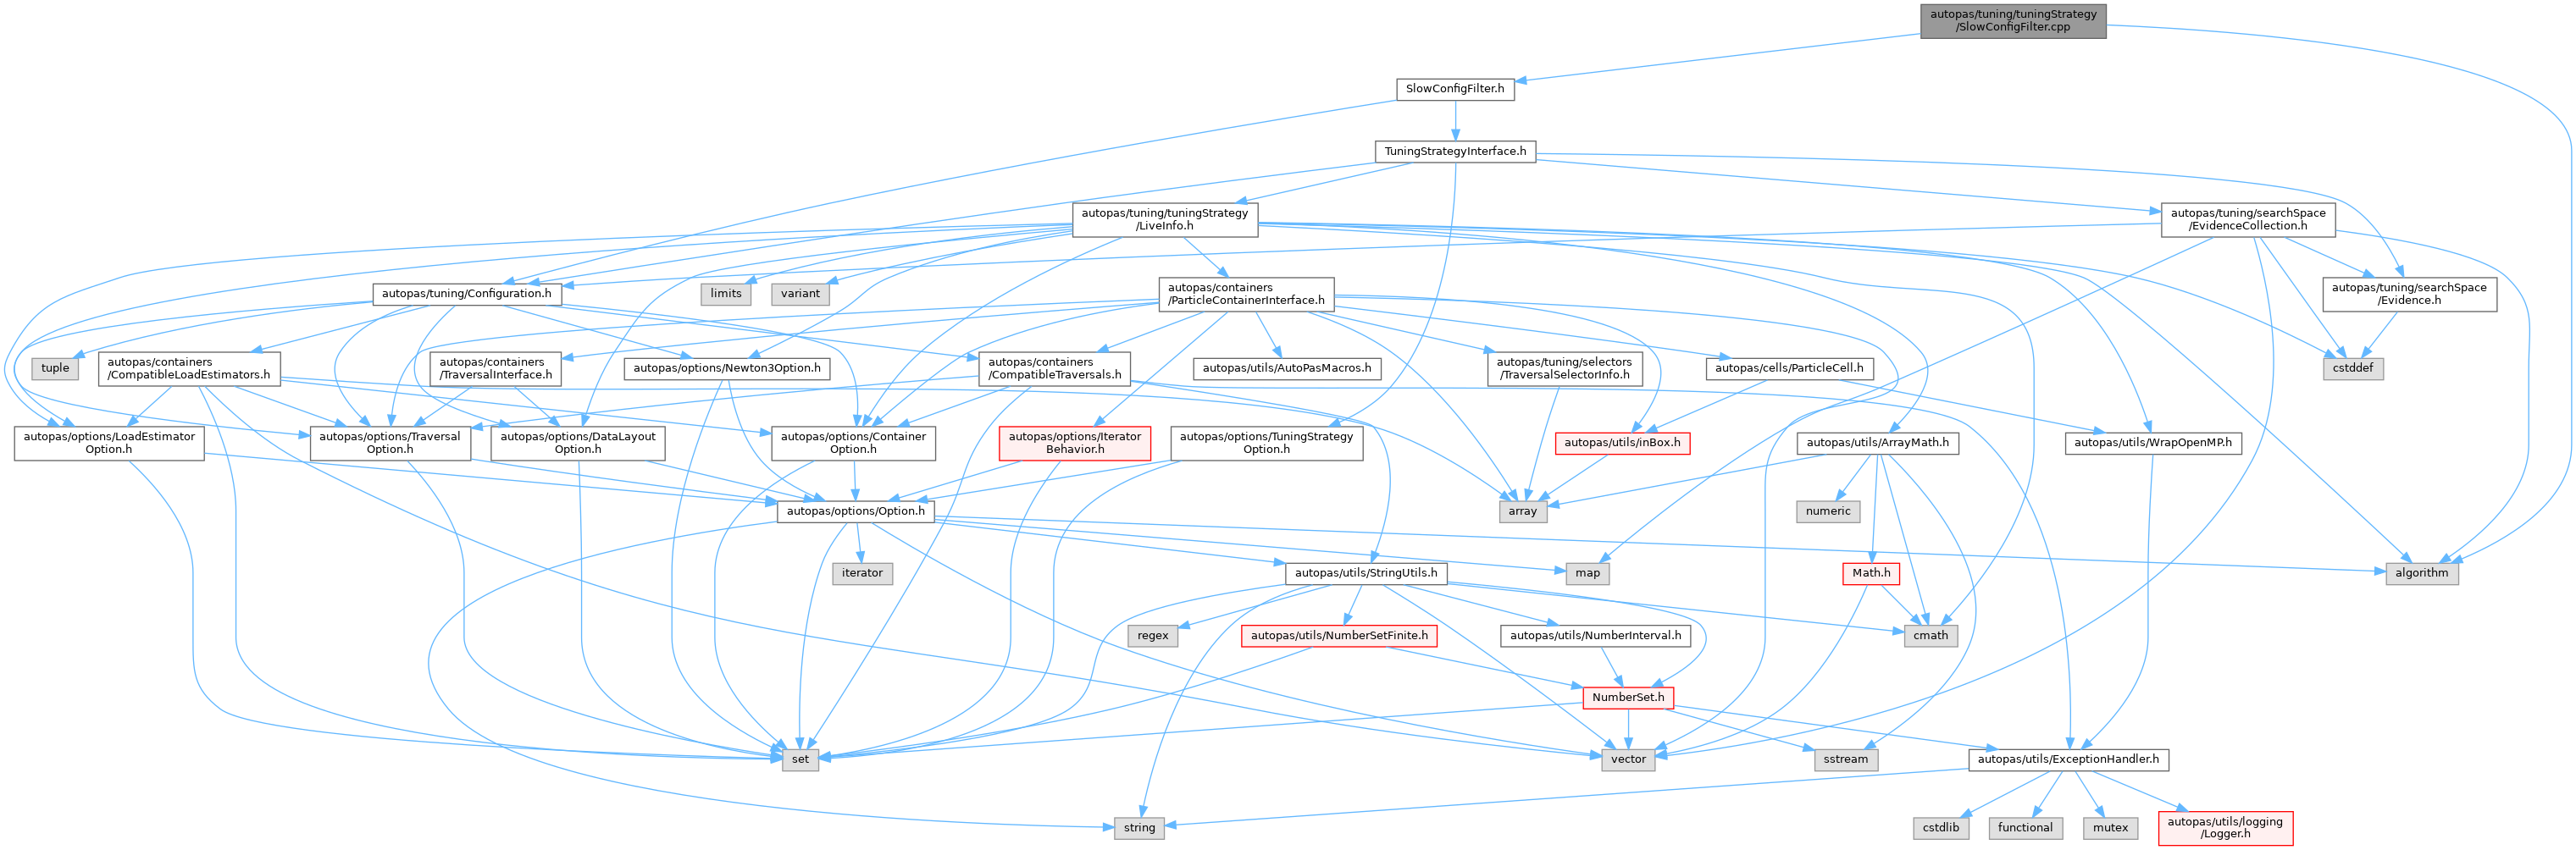 autopas/tuning/tuningStrategy
/SlowConfigFilter.cpp
SlowConfigFilter.h
TuningStrategyInterface.h
autopas/tuning/tuningStrategy
/LiveInfo.h
autopas/tuning/searchSpace
/EvidenceCollection.h
autopas/tuning/Configuration.h
limits
variant
autopas/containers
/ParticleContainerInterface.h
autopas/tuning/searchSpace
/Evidence.h
tuple
autopas/containers
/CompatibleLoadEstimators.h
autopas/containers
/TraversalInterface.h
autopas/options/Newton3Option.h
autopas/containers
/CompatibleTraversals.h
autopas/utils/AutoPasMacros.h
autopas/tuning/selectors
/TraversalSelectorInfo.h
autopas/cells/ParticleCell.h
cstddef
autopas/options/LoadEstimator
Option.h
autopas/options/Traversal
Option.h
autopas/options/DataLayout
Option.h
autopas/options/Container
Option.h
autopas/options/Iterator
Behavior.h
autopas/options/TuningStrategy
Option.h
autopas/utils/inBox.h
autopas/utils/ArrayMath.h
autopas/utils/WrapOpenMP.h
autopas/options/Option.h
array
numeric
iterator
autopas/utils/StringUtils.h
map
Math.h
algorithm
regex
autopas/utils/NumberSetFinite.h
autopas/utils/NumberInterval.h
cmath
NumberSet.h
set
vector
sstream
autopas/utils/ExceptionHandler.h
string
cstdlib
functional
mutex
autopas/utils/logging
/Logger.h